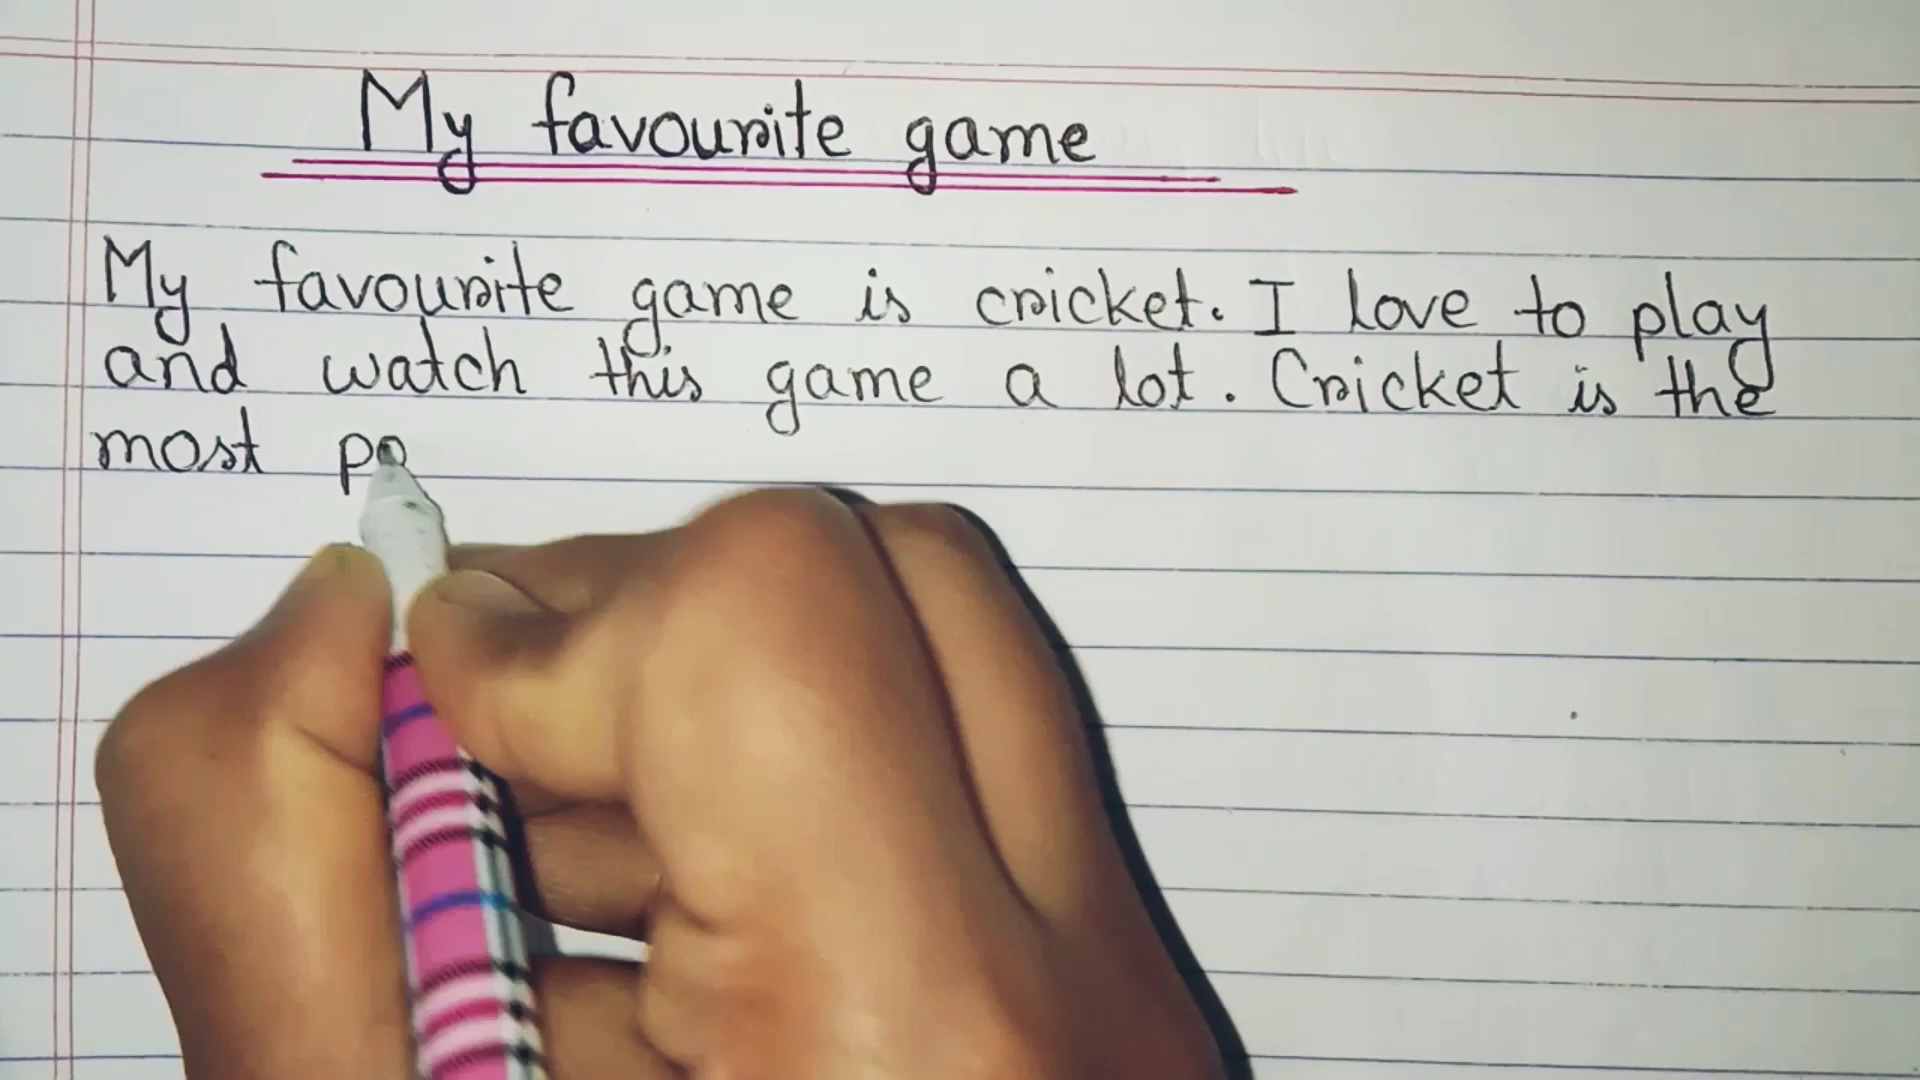 My favourite game
My favourite game is cricket. I love to play
and watch this game a lot. Cricket is the
most po